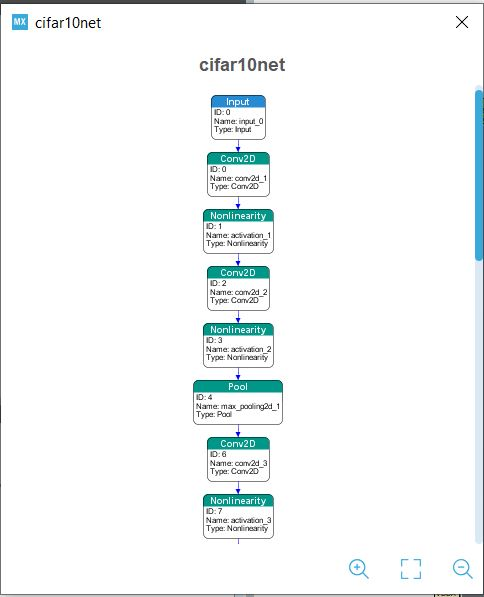 MX cifar10net
cifar10net
Input
ID: 0
Name: input_0
Type: Input
Conv2D
ID: 0
Name: conv2d_1
Type: Conv2D
Nonlinearity
ID: 1
Name: activation_1
Type: Nonlinearity
Conv2D
ID: 2
Name: conv2d_2
Type: Conv2D
Nonlinearity
ID: 3
Name: activation_2
Type: Nonlinearity
Pool
ID: 4
Name: max_pooling2d_1
Type: Pool
Conv2D
ID: 6
Name: conv2d_3
Type: Conv2D
Nonlinearity
ID: 7
Name: activation_3
Type: Nonlinearity